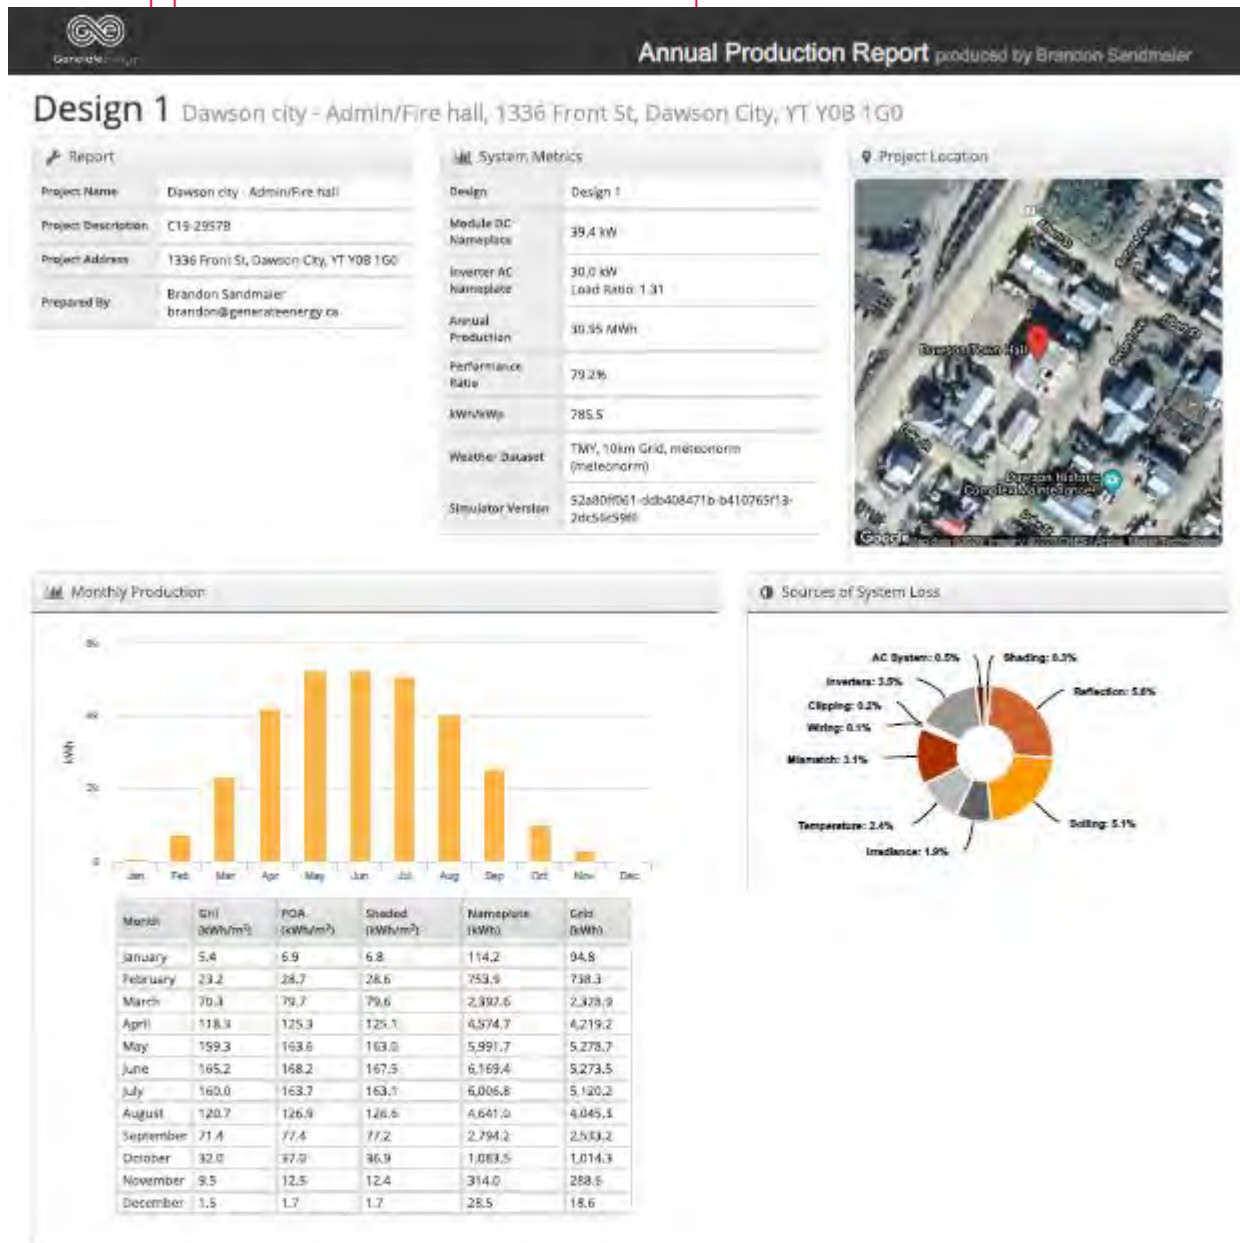 Annual Production Report produced by Brandon Sandmaier
Design 1 Dawson city - Admin/Fire hall, 1336 Front St, Dawson City, YT Y0B 1G0
Report
Project Name Dawson city - Admin/Fire hall
Project Description C19-2957B
Project Address 1336 Front St, Dawson City, YT Y0B 1G0
Prepared By Brandon Sandmaier
brandon@generateenergy.ca
System Metrics
Design Design 1
Module DC Nameplate 39.4 kW
Inverter AC Nameplate 30.0 kW
Load Ratio: 1.31
Annual Production 30.95 MWh
Performance Ratio 79.2%
kWh/kWp 785.5
Weather Dataset TMY, 10km Grid, meteonorm (meteonorm)
Simulator Version
Project Location
Dawson Town Hall
Dawson Historic
Complex Maintenance
Google
Monthly Production
kWh
6k
4k
2k
0
Jan Feb Mar Apr May Jun Jul Aug Sep Oct Nov Dec
Month GHI (kWh/m²) POA (kWh/m²) Shaded (kWh/m²) Nameplate (kWh) Grid (kWh)
January 5.4 6.9 6.8 114.2 94.8
February 23.2 28.7 28.6 753.9 738.3
March 70.3 79.7 79.6 2,397.6 2,328.9
April 118.3 125.3 125.1 4,574.7 4,219.2
May 159.3 163.6 163.0 5,991.7 5,278.7
June 165.2 168.2 167.5 6,169.4 5,273.5
July 160.0 163.7 163.1 6,006.8 5,120.2
August 120.7 126.9 126.6 4,641.0 4,045.3
September 71.4 77.4 77.2 2,794.2 2,533.2
October 32.0 37.0 36.9 1,083.5 1,014.3
November 9.5 12.5 12.4 314.0 288.6
December 1.5 1.7 1.7 28.5 18.6
Sources of System Loss
AC System: 0.5%
Shading: 0.3%
Inverters: 3.5%
Reflection: 5.6%
Clipping: 0.2%
Wiring: 0.1%
Mismatch: 3.1%
Temperature: 2.4%
Soiling: 5.1%
Irradiance: 1.9%